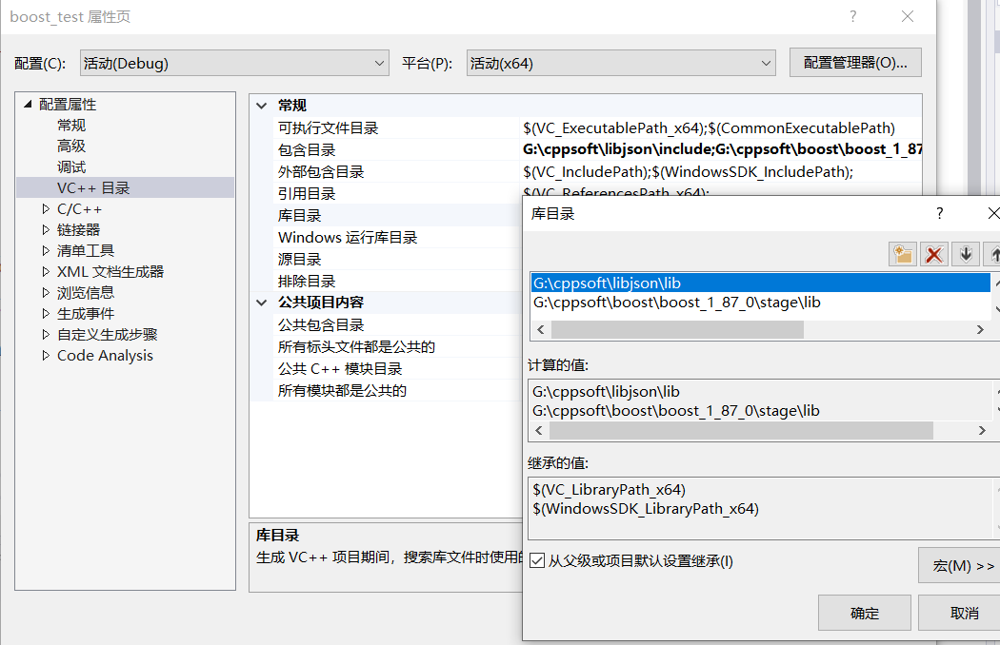 boost_test 属性页
配置(C): 活动(Debug) 平台(P): 活动(x64) 配置管理器(O)...
配置属性
常规
高级
调试
VC++ 目录
C/C++
链接器
清单工具
XML 文档生成器
浏览信息
生成事件
自定义生成步骤
Code Analysis
常规
可执行文件目录 $(VC_ExecutablePath_x64);$(CommonExecutablePath)
包含目录 G:\cppsoft\libjson\include;G:\cppsoft\boost\boost_1_87
外部包含目录 $(VC_IncludePath);$(WindowsSDK_IncludePath);
引用目录 $(VC_ReferencesPath_x64);
库目录
Windows 运行库目录
源目录
排除目录
公共项目内容
公共包含目录
所有标头文件都是公共的
公共 C++ 模块目录
所有模块都是公共的
库目录
生成 VC++ 项目期间，搜索库文件时使用的
库目录
G:\cppsoft\libjson\lib
G:\cppsoft\boost\boost_1_87_0\stage\lib
计算的值:
G:\cppsoft\libjson\lib
G:\cppsoft\boost\boost_1_87_0\stage\lib
继承的值:
$(VC_LibraryPath_x64)
$(WindowsSDK_LibraryPath_x64)
从父级或项目默认设置继承(I)
宏(M) >>
确定 取消